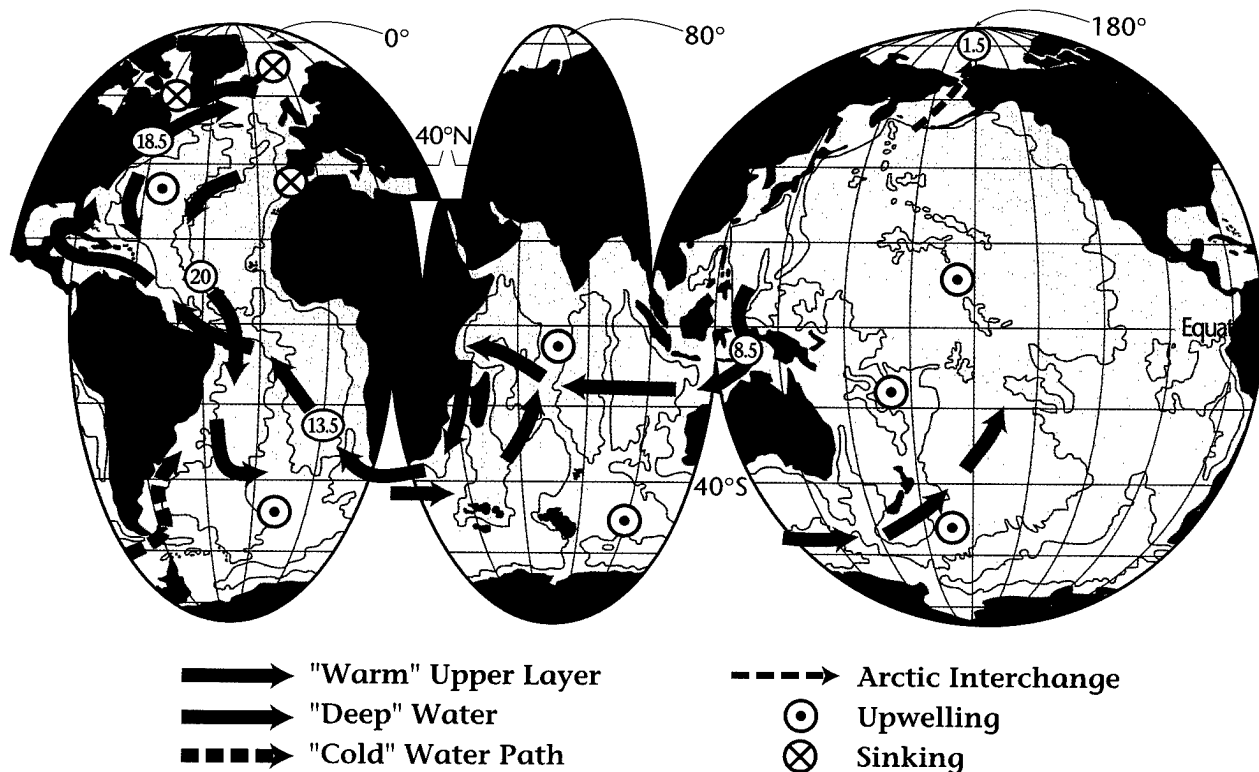 0°
80°
180°
1.5
18.5
40°N
20
8.5
Equat
13.5
40°S
"Warm" Upper Layer
"Deep" Water
"Cold" Water Path
Arctic Interchange
Upwelling
Sinking